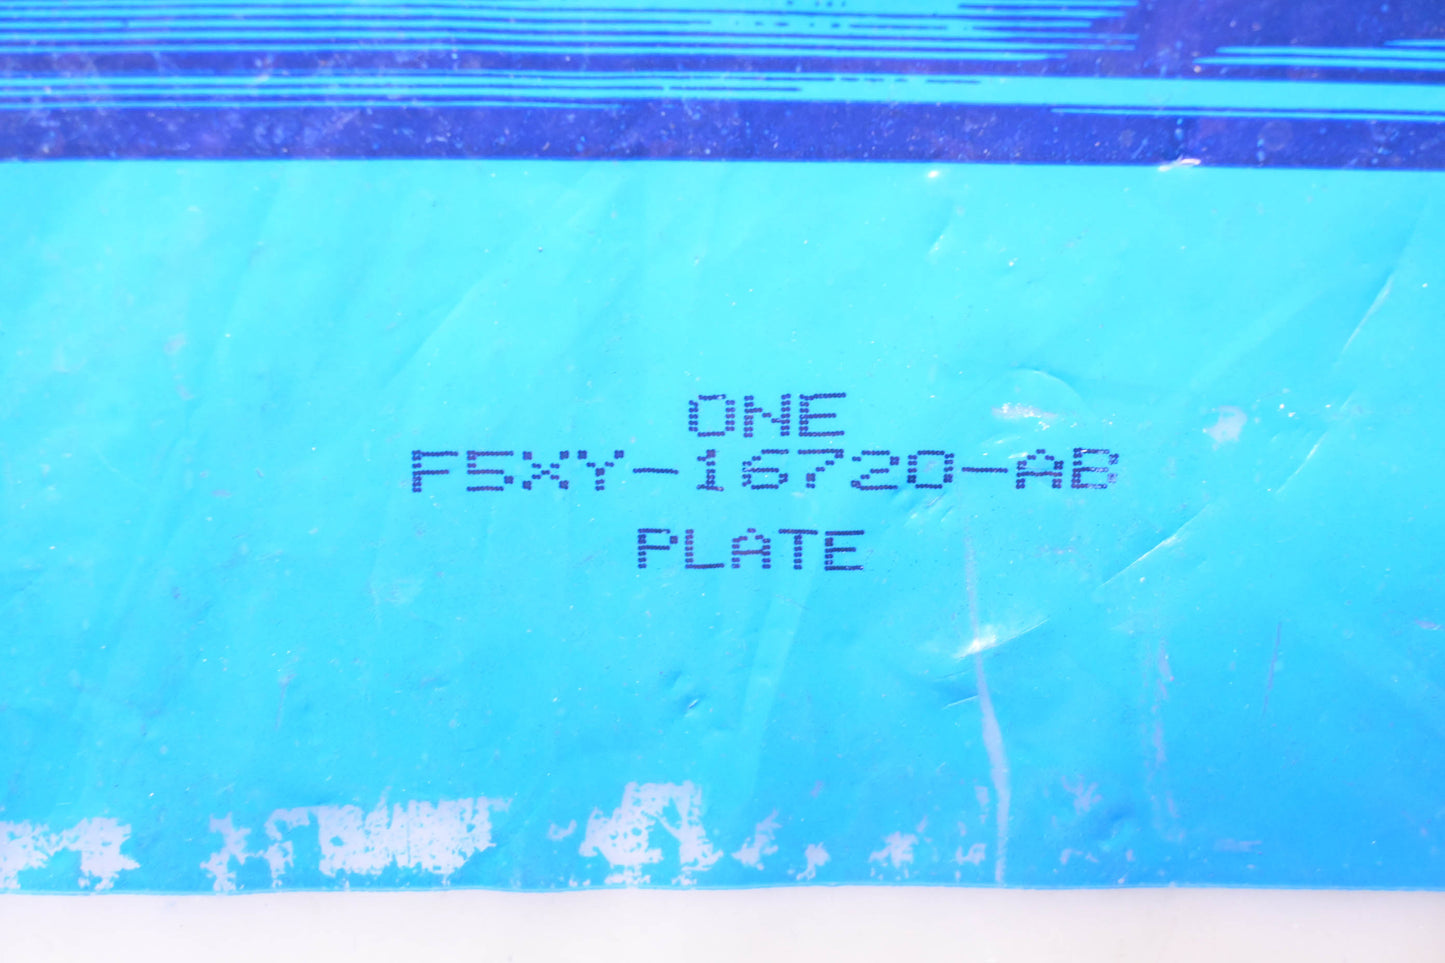 ONE
F5XY-16720-AB
PLATE